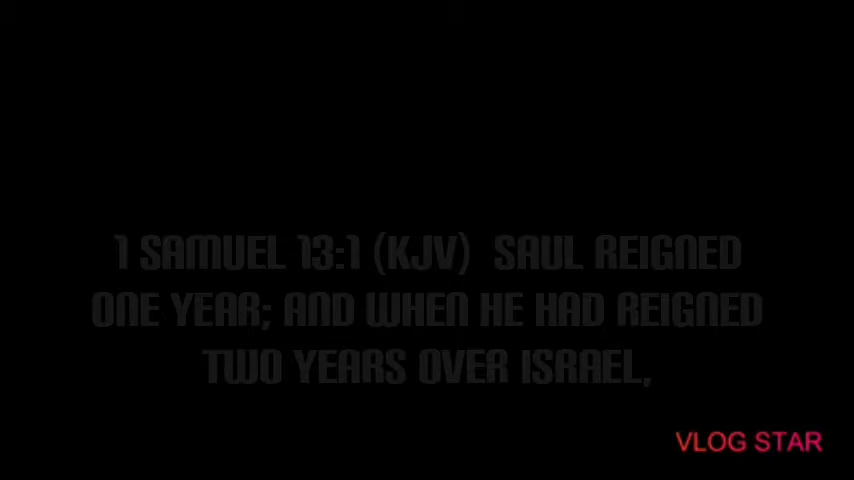 1 SAMUEL 13:1 (KJV)  SAUL REIGNED
ONE YEAR; AND WHEN HE HAD REIGNED
TWO YEARS OVER ISRAEL,
VLOG STAR